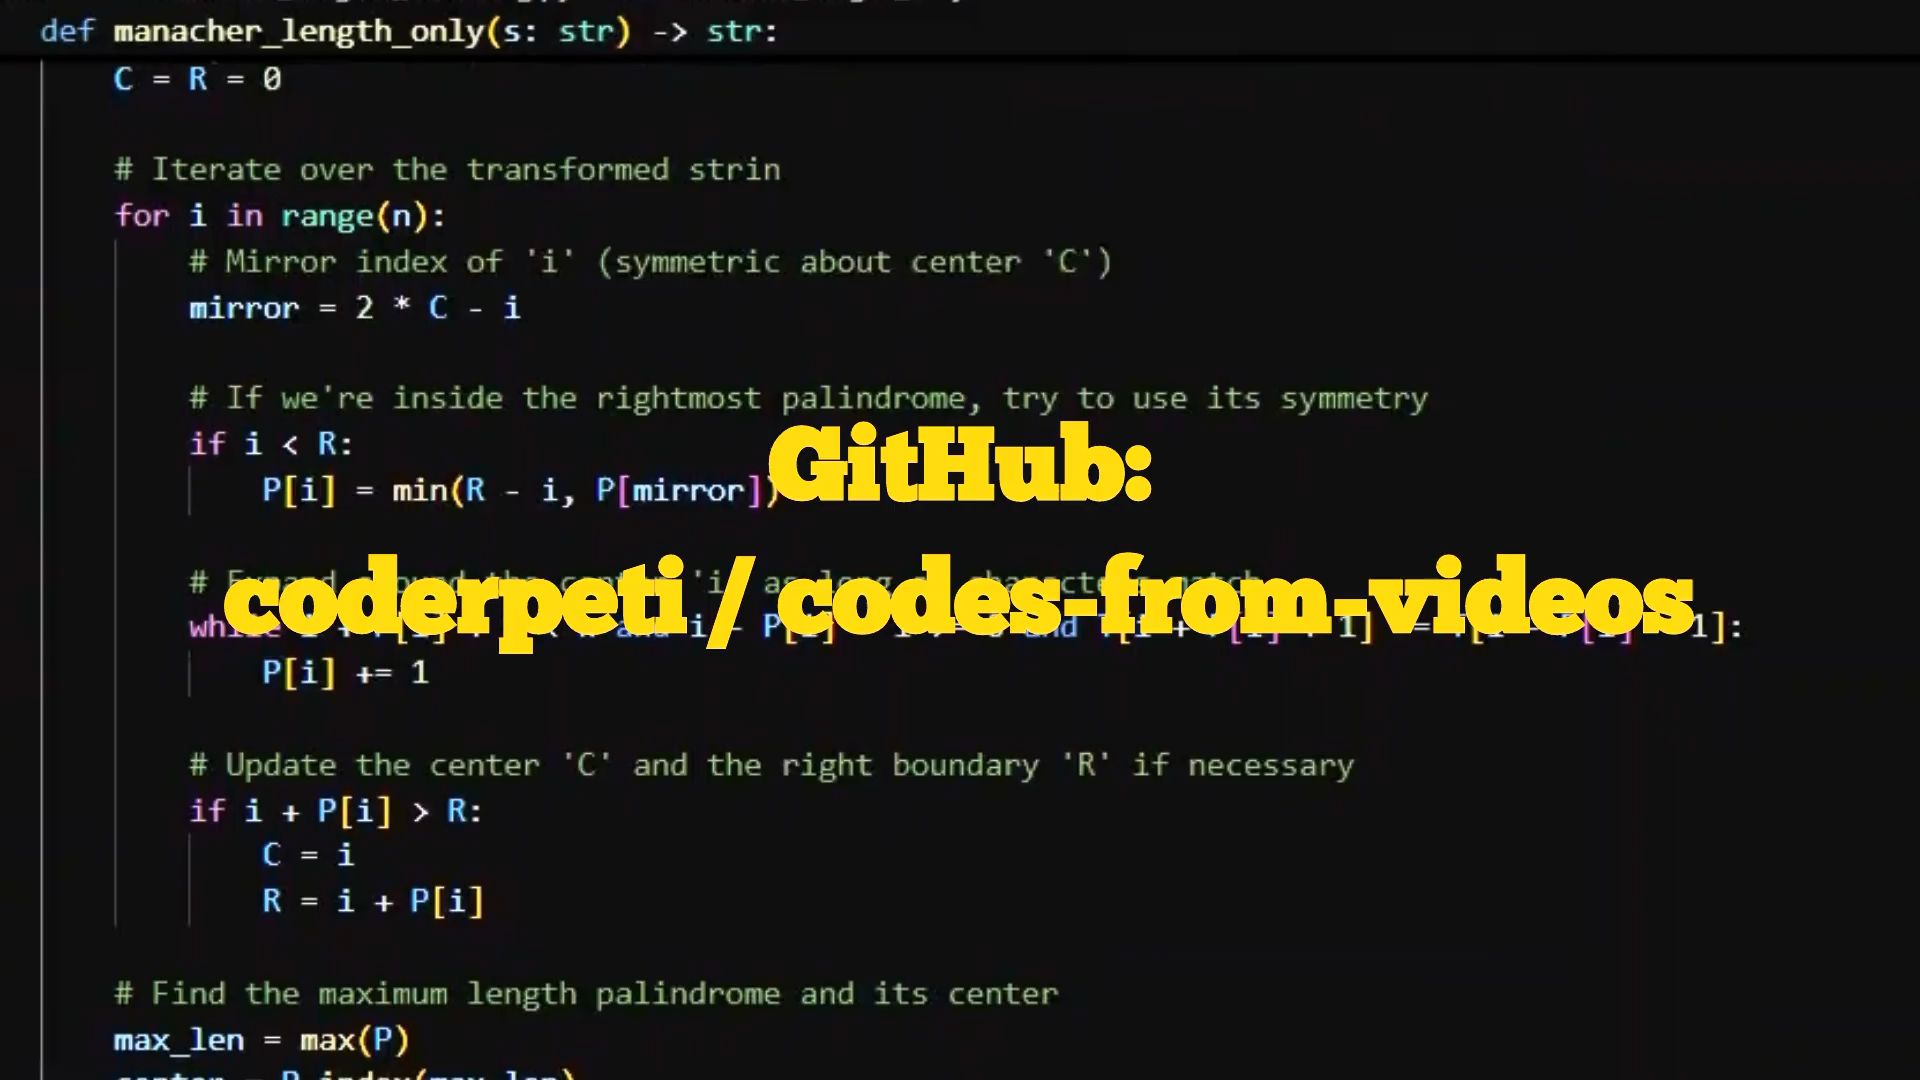 def manacher_length_only(s: str) -> str:
C = R = 0
# Iterate over the transformed strin
for i in range(n):
# Mirror index of 'i' (symmetric about center 'C')
mirror = 2 * C - i
# If we're inside the rightmost palindrome, try to use its symmetry
if i < R:
P[i] = min(R - i, P[mirror])
GitHub:
coderpeti / codes-from-videos
P[i] += 1
# Update the center 'C' and the right boundary 'R' if necessary
if i + P[i] > R:
C = i
R = i + P[i]
# Find the maximum length palindrome and its center
max_len = max(P)